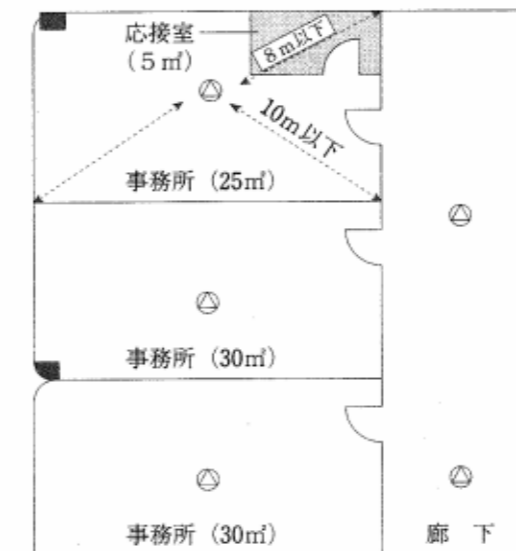 応接室
（5㎡）
8m以下
10m以下
事務所（25㎡）
事務所（30㎡）
事務所（30㎡）
廊下